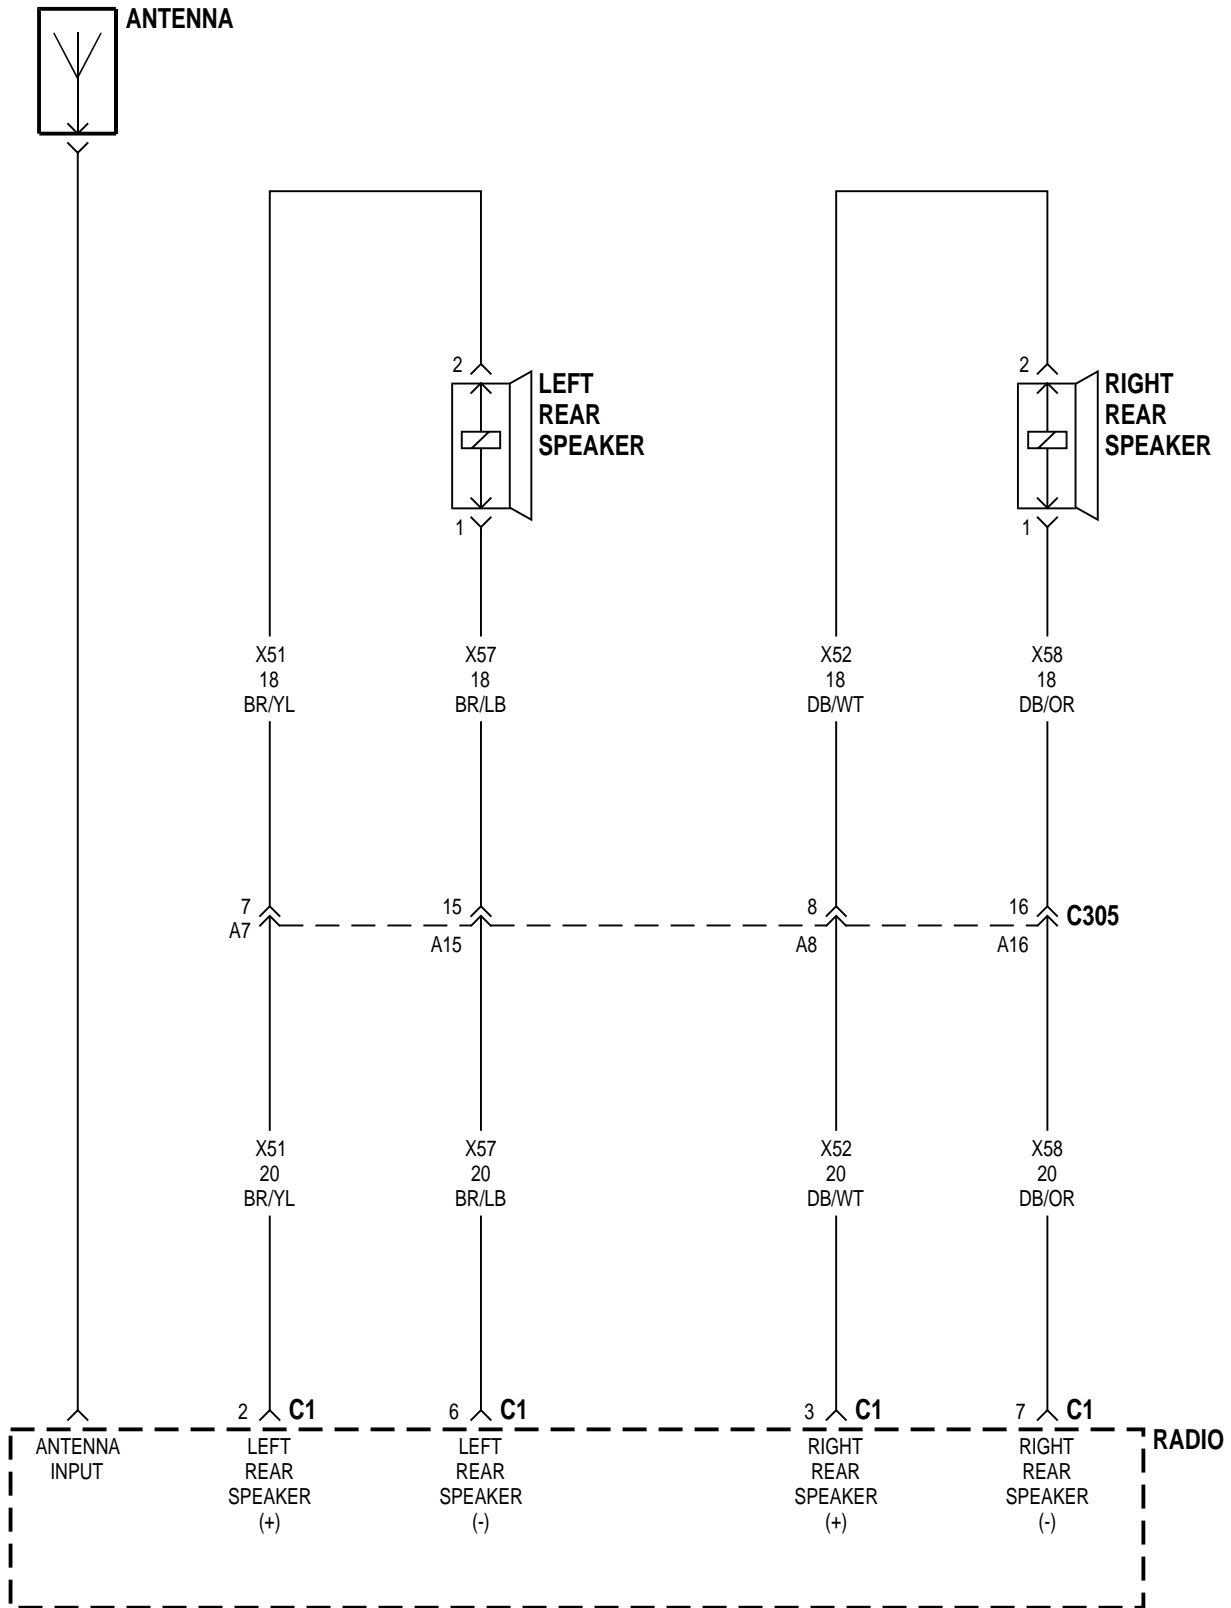 ANTENNA
2
LEFT
REAR
SPEAKER
1
2
RIGHT
REAR
SPEAKER
1
X51
18
BR/YL
X57
18
BR/LB
X52
18
DB/WT
X58
18
DB/OR
7
A7
15
A15
8
A8
16
A16
C305
X51
20
BR/YL
X57
20
BR/LB
X52
20
DB/WT
X58
20
DB/OR
2 C1
6 C1
3 C1
7 C1
RADIO
ANTENNA
INPUT
LEFT
REAR
SPEAKER
(+)
LEFT
REAR
SPEAKER
(-)
RIGHT
REAR
SPEAKER
(+)
RIGHT
REAR
SPEAKER
(-)